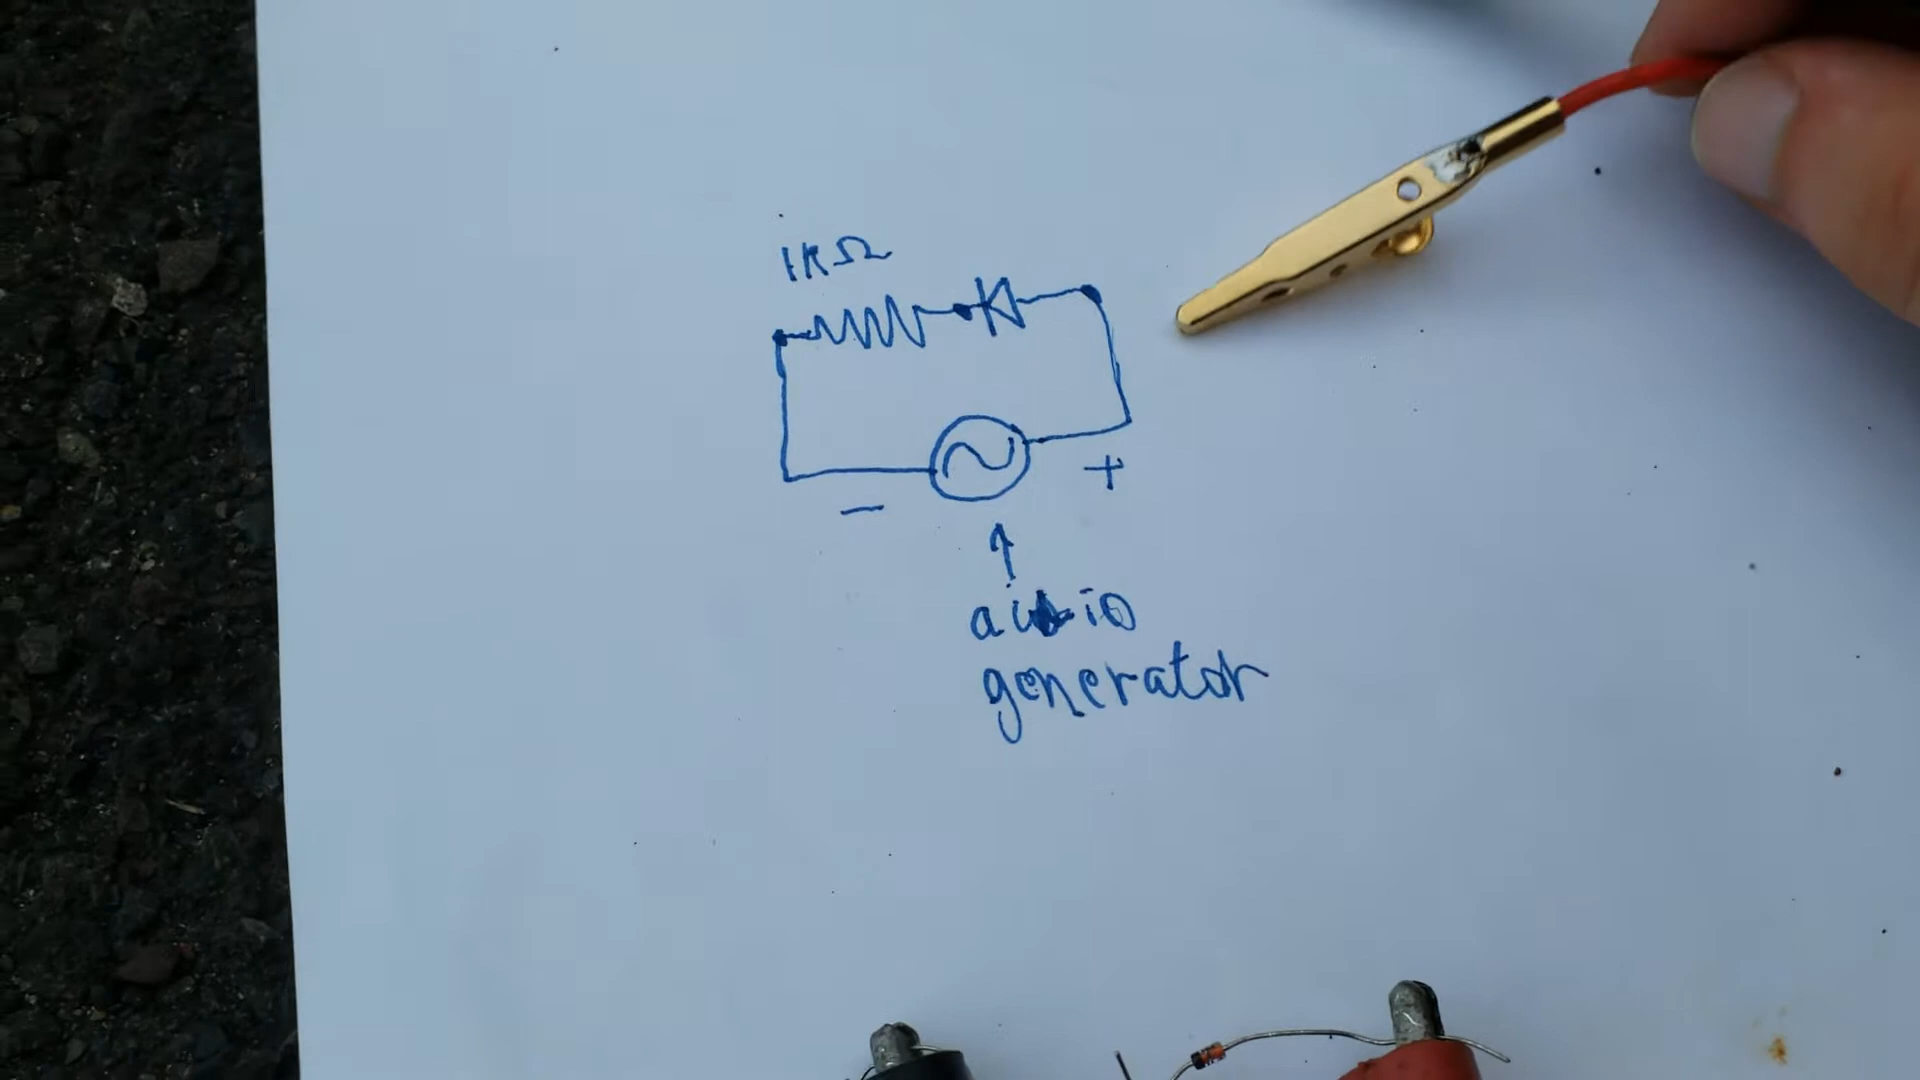 1KΩ
- +
audio
generator